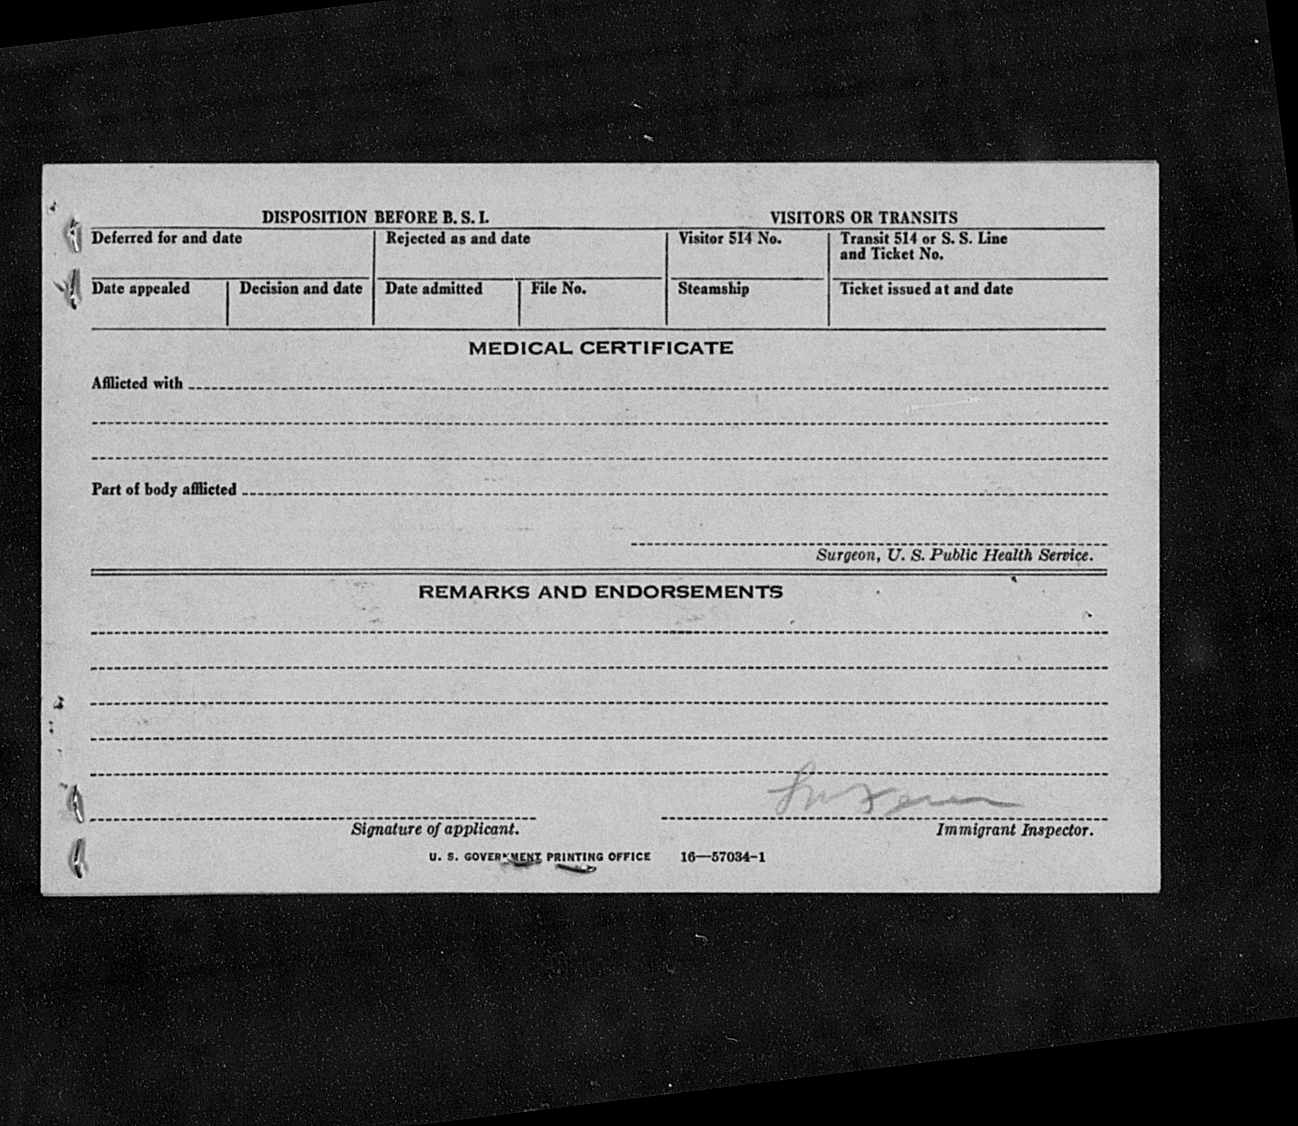 DISPOSITION BEFORE B. S. I.
VISITORS OR TRANSITS
Deferred for and date
Rejected as and date
Visitor 514 No.
Transit 514 or S. S. Line
and Ticket No.
Date appealed
Decision and date
Date admitted
File No.
Steamship
Ticket issued at and date
MEDICAL CERTIFICATE
Afflicted with
Part of body afflicted
Surgeon, U. S. Public Health Service.
REMARKS AND ENDORSEMENTS
Signature of applicant.
Immigrant Inspector.
U. S. GOVERNMENT PRINTING OFFICE 16—57034-1